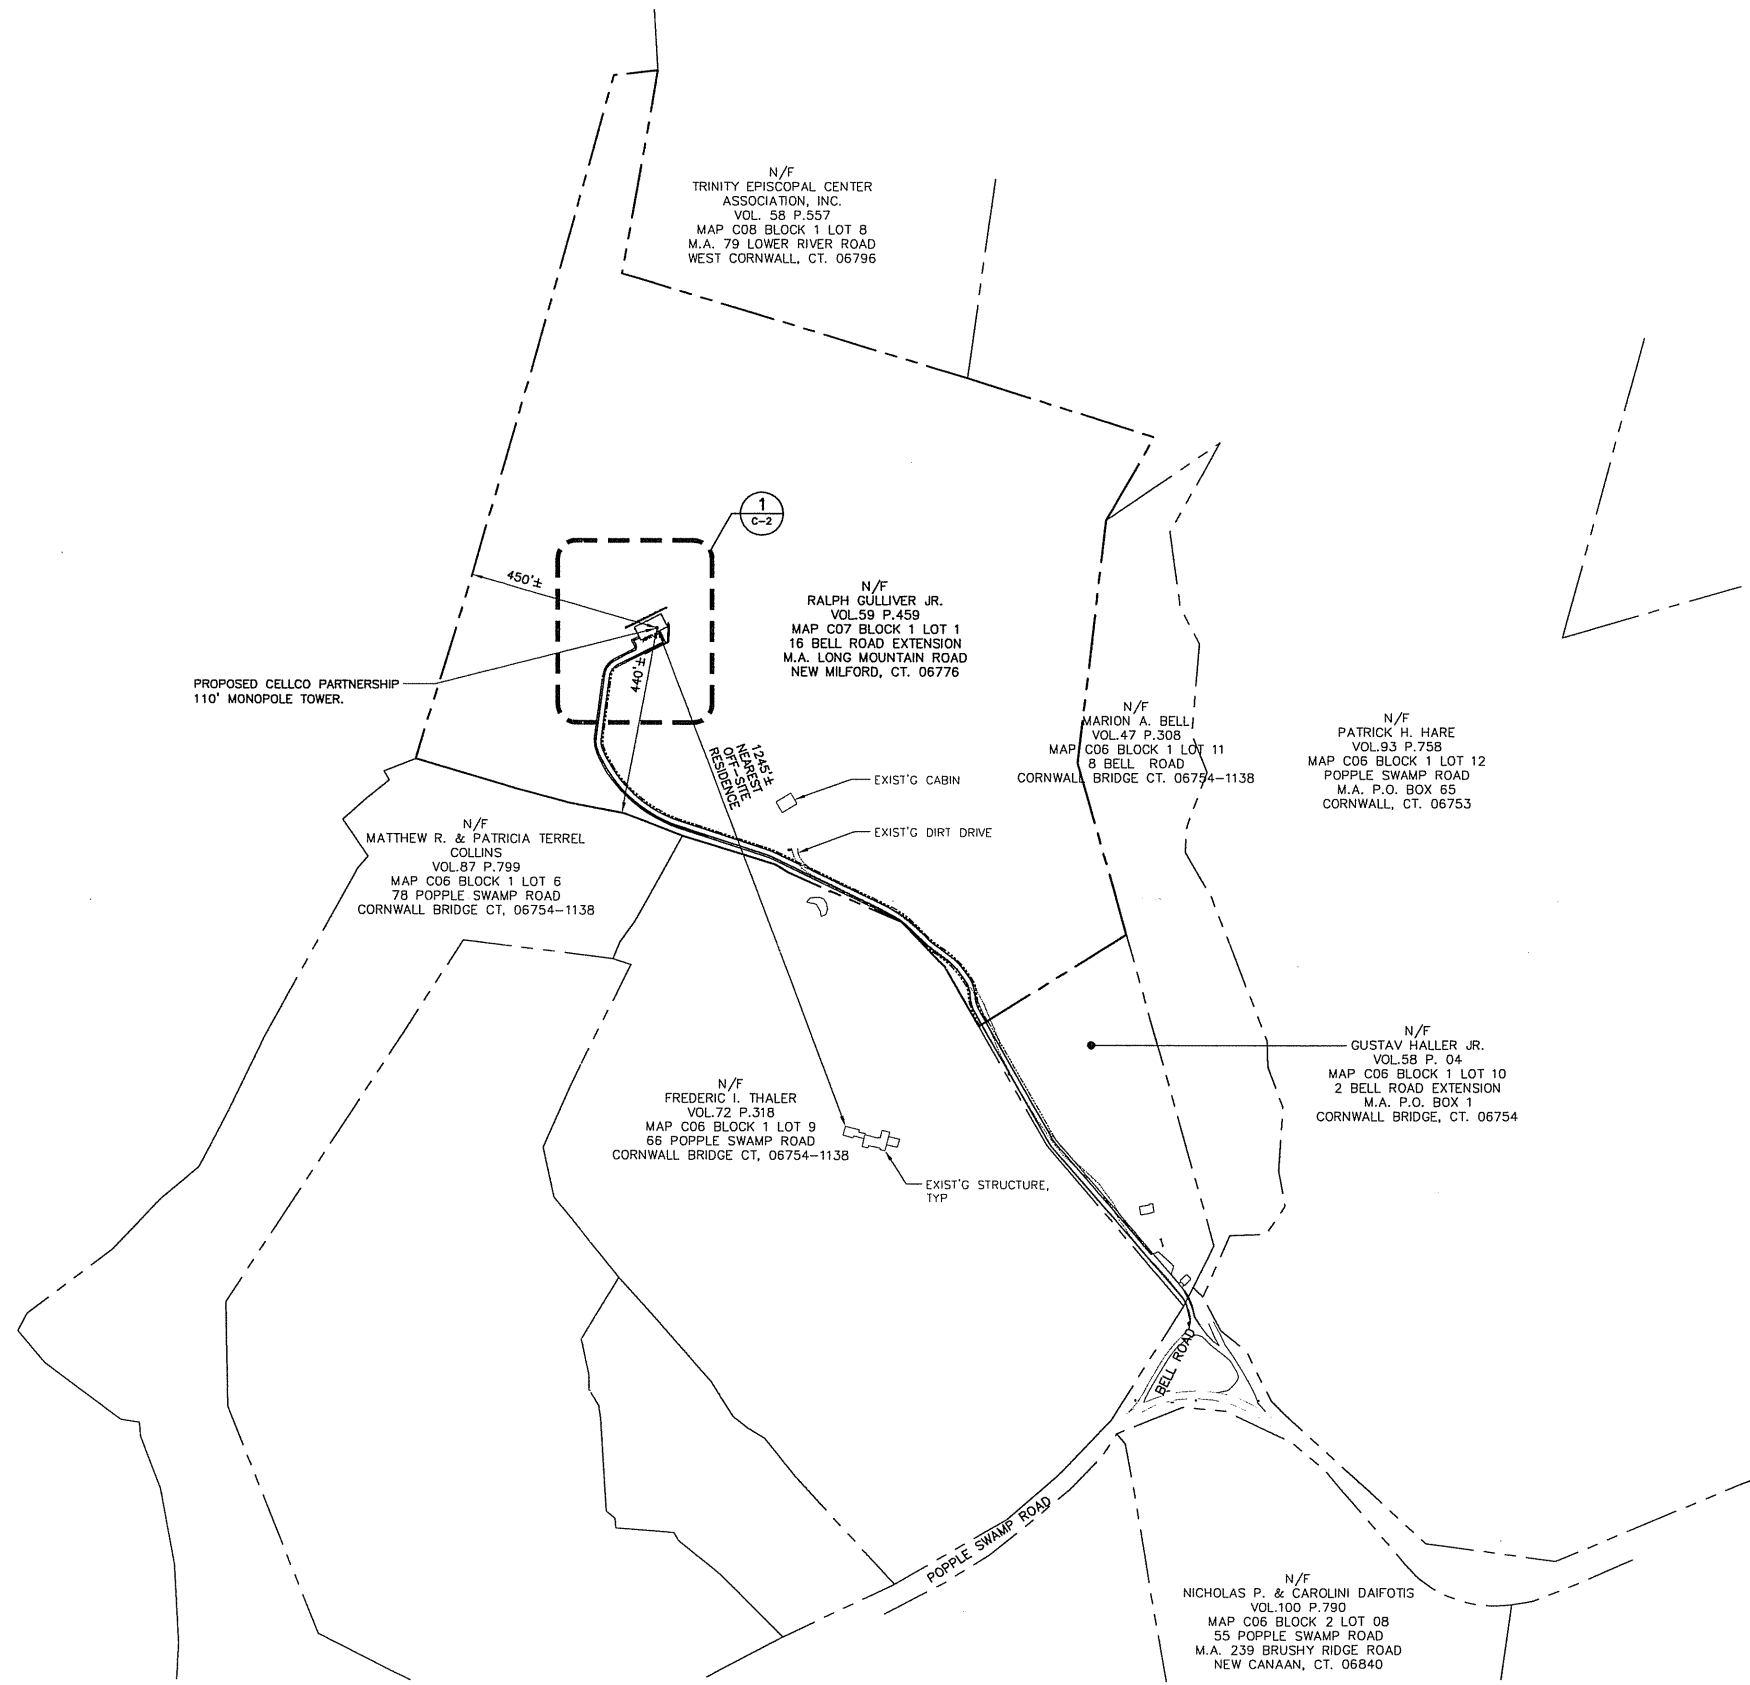 N/F
TRINITY EPISCOPAL CENTER
ASSOCIATION, INC.
VOL. 58 P.557
MAP C08 BLOCK 1 LOT 8
M.A. 79 LOWER RIVER ROAD
WEST CORNWALL, CT. 06796
1
C-2
450'±
N/F
RALPH GULLIVER JR.
VOL.59 P.459
MAP C07 BLOCK 1 LOT 1
16 BELL ROAD EXTENSION
M.A. LONG MOUNTAIN ROAD
NEW MILFORD, CT. 06776
440'±
PROPOSED CELLCO PARTNERSHIP
110' MONOPOLE TOWER.
N/F
MARION A. BELL
VOL.47 P.308
MAP C06 BLOCK 1 LOT 11
8 BELL ROAD
CORNWALL BRIDGE CT. 06754-1138
N/F
PATRICK H. HARE
VOL.93 P.758
MAP C06 BLOCK 1 LOT 12
POPPLE SWAMP ROAD
M.A. P.O. BOX 65
CORNWALL, CT. 06753
1245'±
NEAREST
OFF-SITE
RESIDENCE
EXIST'G CABIN
EXIST'G DIRT DRIVE
N/F
MATTHEW R. & PATRICIA TERREL
COLLINS
VOL.87 P.799
MAP C06 BLOCK 1 LOT 6
78 POPPLE SWAMP ROAD
CORNWALL BRIDGE CT, 06754-1138
N/F
GUSTAV HALLER JR.
VOL.58 P. 04
MAP C06 BLOCK 1 LOT 10
2 BELL ROAD EXTENSION
M.A. P.O. BOX 1
CORNWALL BRIDGE, CT. 06754
N/F
FREDERIC I. THALER
VOL.72 P.318
MAP C06 BLOCK 1 LOT 9
66 POPPLE SWAMP ROAD
CORNWALL BRIDGE CT, 06754-1138
EXIST'G STRUCTURE,
TYP
BELL ROAD
POPPLE SWAMP ROAD
N/F
NICHOLAS P. & CAROLINI DAIFOTIS
VOL.100 P.790
MAP C06 BLOCK 2 LOT 08
55 POPPLE SWAMP ROAD
M.A. 239 BRUSHY RIDGE ROAD
NEW CANAAN, CT. 06840